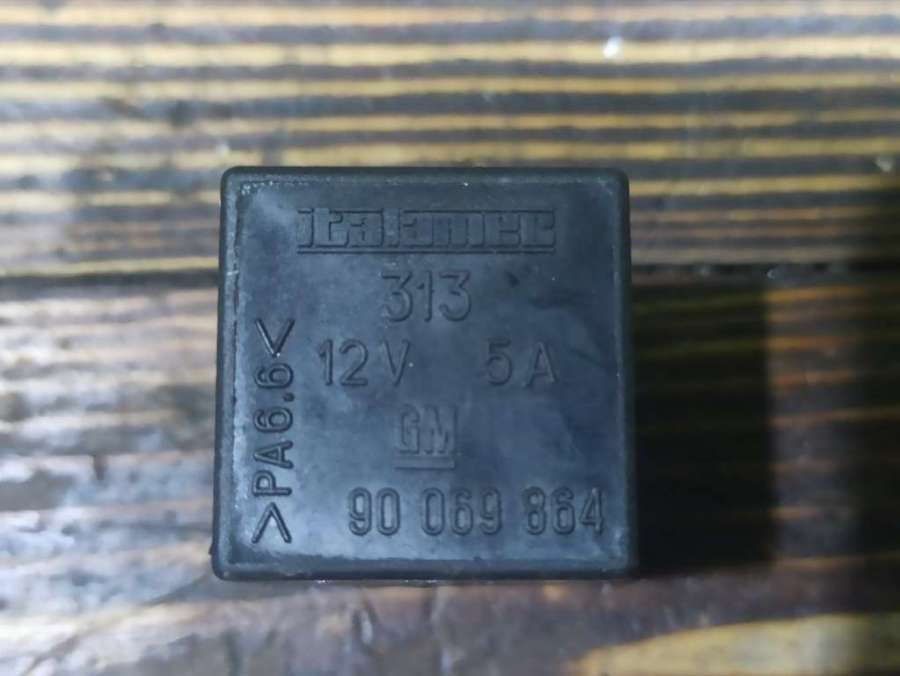 italamec
313
12V 5A
GM
90 069 864
>PA6.6<